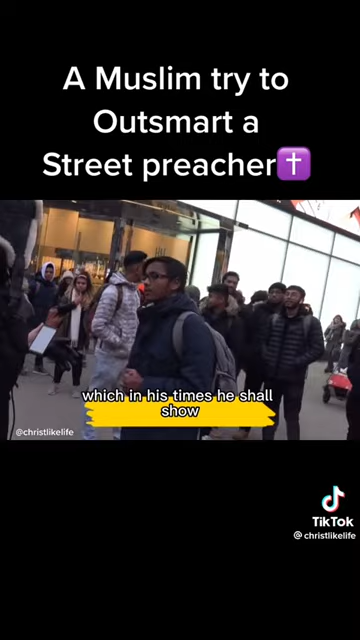 A Muslim try to
Outsmart a
Street preacher✝️
which in his times he shall
show
@christlikelife
TikTok
@christlikelife